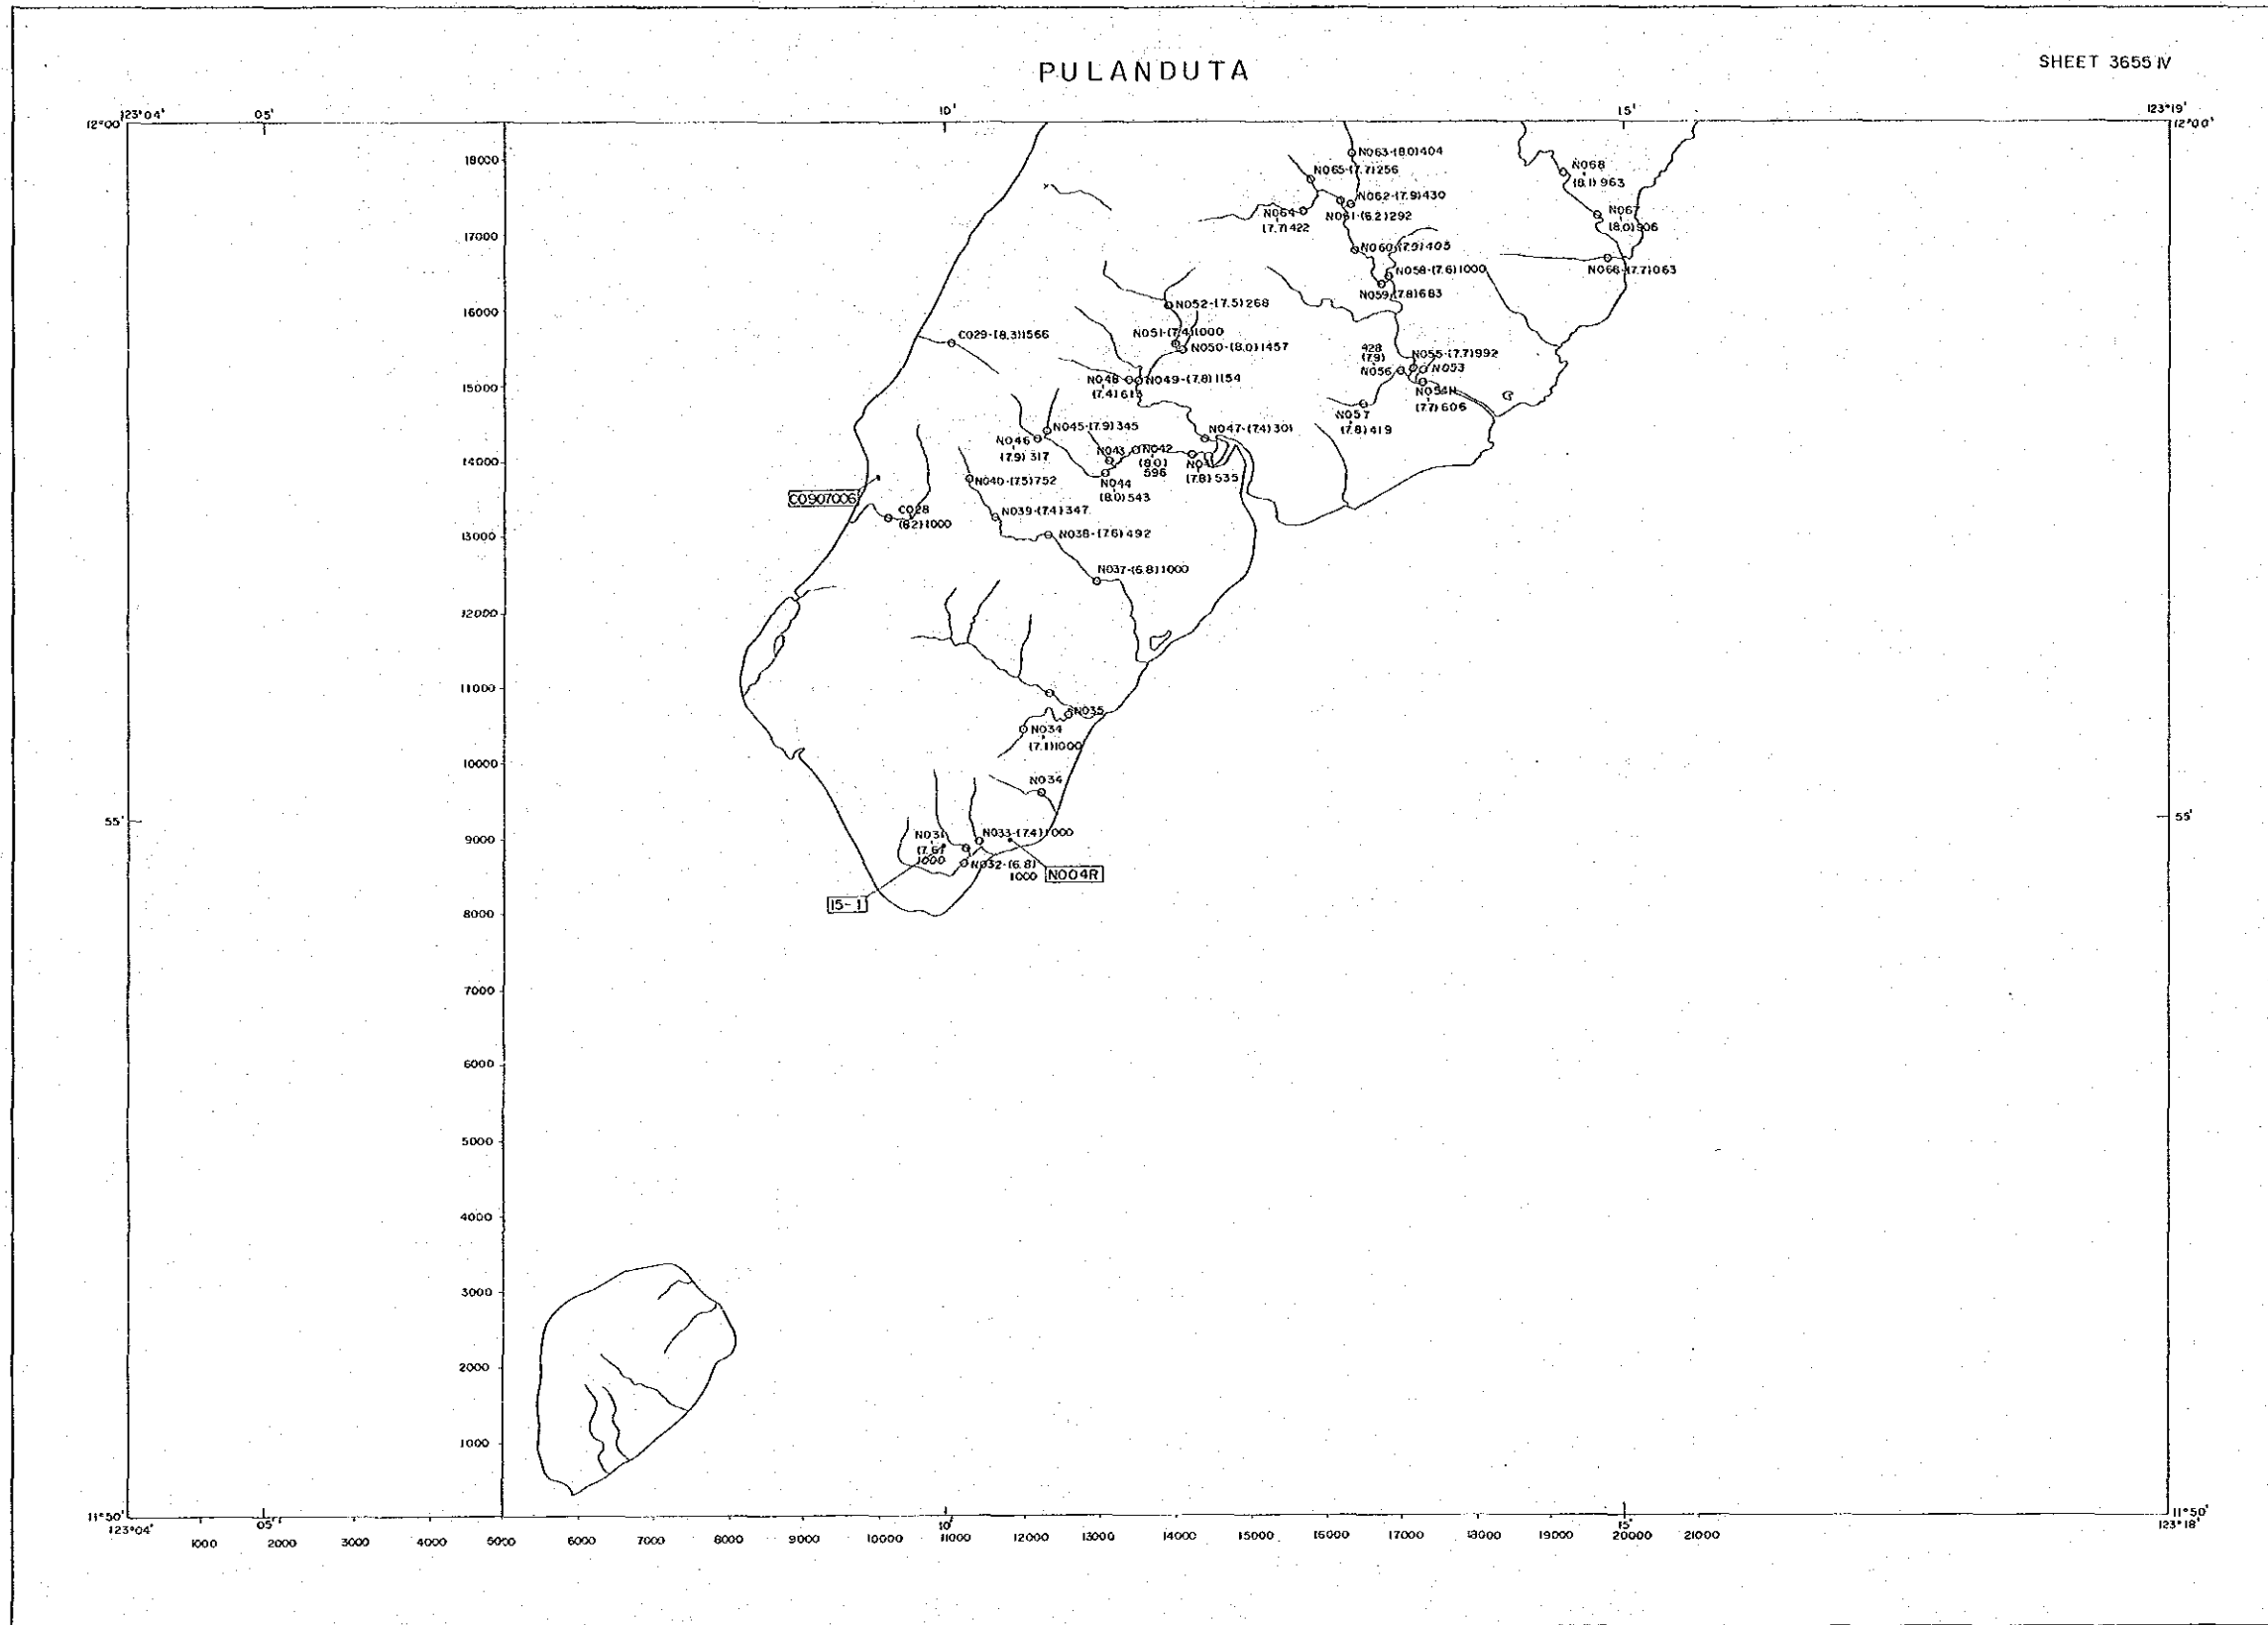 PULANDUTA
SHEET 3655 IV
123°04' 05' 10' 15' 123°19'
12°00' 12°00'
18000
17000
16000
15000
14000
13000
12000
11000
10000
9000
8000
7000
6000
5000
4000
3000
2000
1000
N063-(8.0)404
N065-(7.7)256
N062-(7.9)430
N064
(7.7)422
N061-(6.2)292
N060-(7.9)405
N058-(7.6)1000
N059-(7.8)683
N068
(8.1)963
N067
(8.0)906
N066-(7.7)063
N052-(7.5)268
N051-(7.4)1000
N050-(8.0)1457
C029-(8.3)1566
N048
(7.4)613
N049-(7.8)1154
428
(7.9)
N056
N055-(7.7)992
N053
N054
(7.7)606
N057
(7.8)419
N045-(7.9)345
N046
(7.9)317
N043
N042
(8.0)
596
N047-(7.4)301
N041
(7.8)535
N044
(8.0)543
N040-(7.5)752
C0907006
C028
(8.2)1000
N039-(7.4)347
N038-(7.6)492
N037-(6.8)1000
N035
N034
(7.1)1000
N034
N031
(7.6)
1000
N033-(7.4)1000
N032-(6.8)
1000
N004R
15-1
55' 55'
11°50' 11°50'
123°04' 05' 10' 15' 123°18'
1000 2000 3000 4000 5000 6000 7000 8000 9000 10000 11000 12000 13000 14000 15000 16000 17000 18000 19000 20000 21000